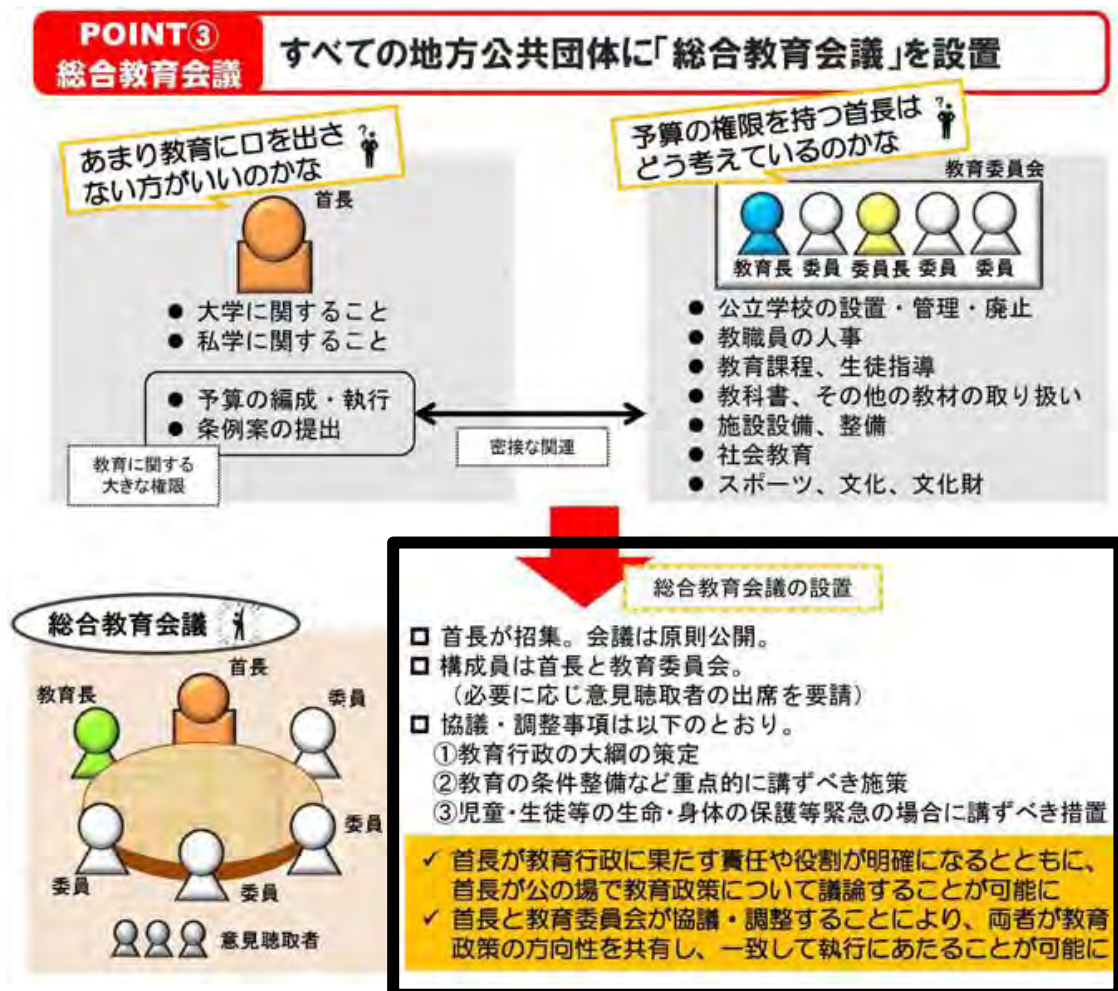 POINT③
総合教育会議
すべての地方公共団体に「総合教育会議」を設置
あまり教育に口を出さ
ない方がいいのかな
首長
● 大学に関すること
● 私学に関すること
● 予算の編成・執行
● 条例案の提出
教育に関する
大きな権限
密接な関連
予算の権限を持つ首長は
どう考えているのかな
教育委員会
教育長 委員 委員長 委員 委員
● 公立学校の設置・管理・廃止
● 教職員の人事
● 教育課程、生徒指導
● 教科書、その他の教材の取り扱い
● 施設設備、整備
● 社会教育
● スポーツ、文化、文化財
総合教育会議
首長
教育長
委員
委員
委員
委員
意見聴取者
総合教育会議の設置
□ 首長が招集。会議は原則公開。
□ 構成員は首長と教育委員会。
（必要に応じ意見聴取者の出席を要請）
□ 協議・調整事項は以下のとおり。
①教育行政の大綱の策定
②教育の条件整備など重点的に講ずべき施策
③児童・生徒等の生命・身体の保護等緊急の場合に講ずべき措置
✓ 首長が教育行政に果たす責任や役割が明確になるとともに、
首長が公の場で教育政策について議論することが可能に
✓ 首長と教育委員会が協議・調整することにより、両者が教育
政策の方向性を共有し、一致して執行にあたることが可能に